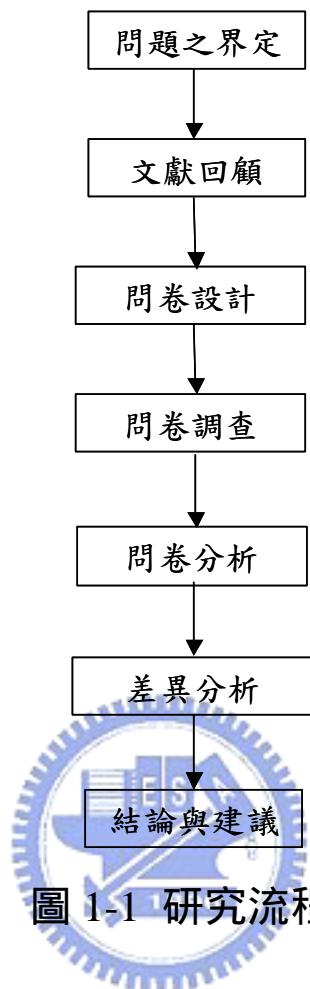 問題之界定
文獻回顧
問卷設計
問卷調查
問卷分析
差異分析
結論與建議
圖 1-1 研究流程